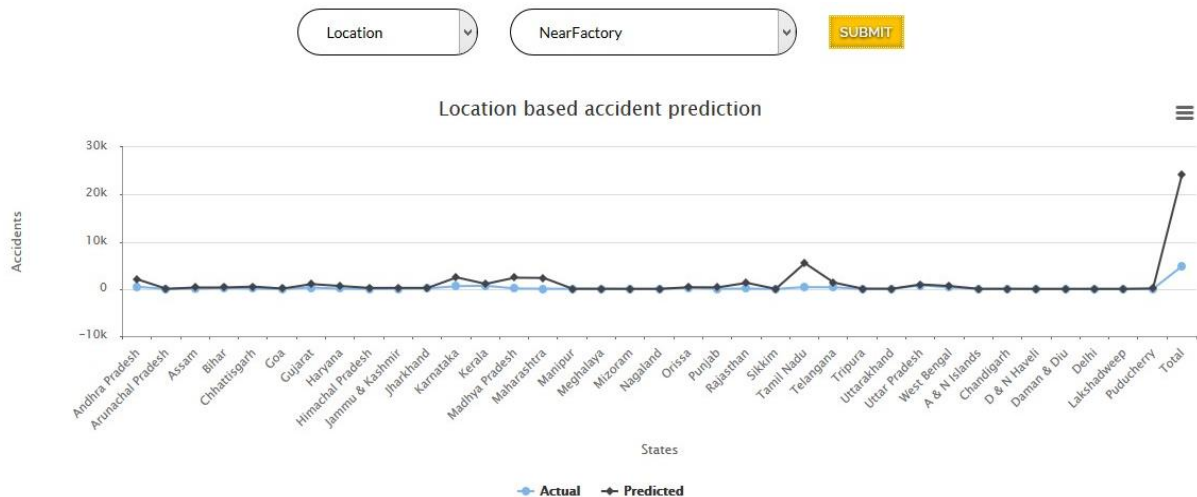 Location NearFactory SUBMIT
Location based accident prediction
30k
20k
10k
0
-10k
Accidents
Andhra Pradesh
Arunachal Pradesh
Assam
Bihar
Chhattisgarh
Goa
Gujarat
Haryana
Himachal Pradesh
Jammu & Kashmir
Jharkhand
Karnataka
Kerala
Madhya Pradesh
Maharashtra
Manipur
Meghalaya
Mizoram
Nagaland
Orissa
Punjab
Rajasthan
Sikkim
Tamil Nadu
Telangana
Tripura
Uttarakhand
Uttar Pradesh
West Bengal
A & N Islands
Chandigarh
D & N Haveli
Daman & Diu
Delhi
Lakshadweep
Puducherry
Total
States
Actual Predicted